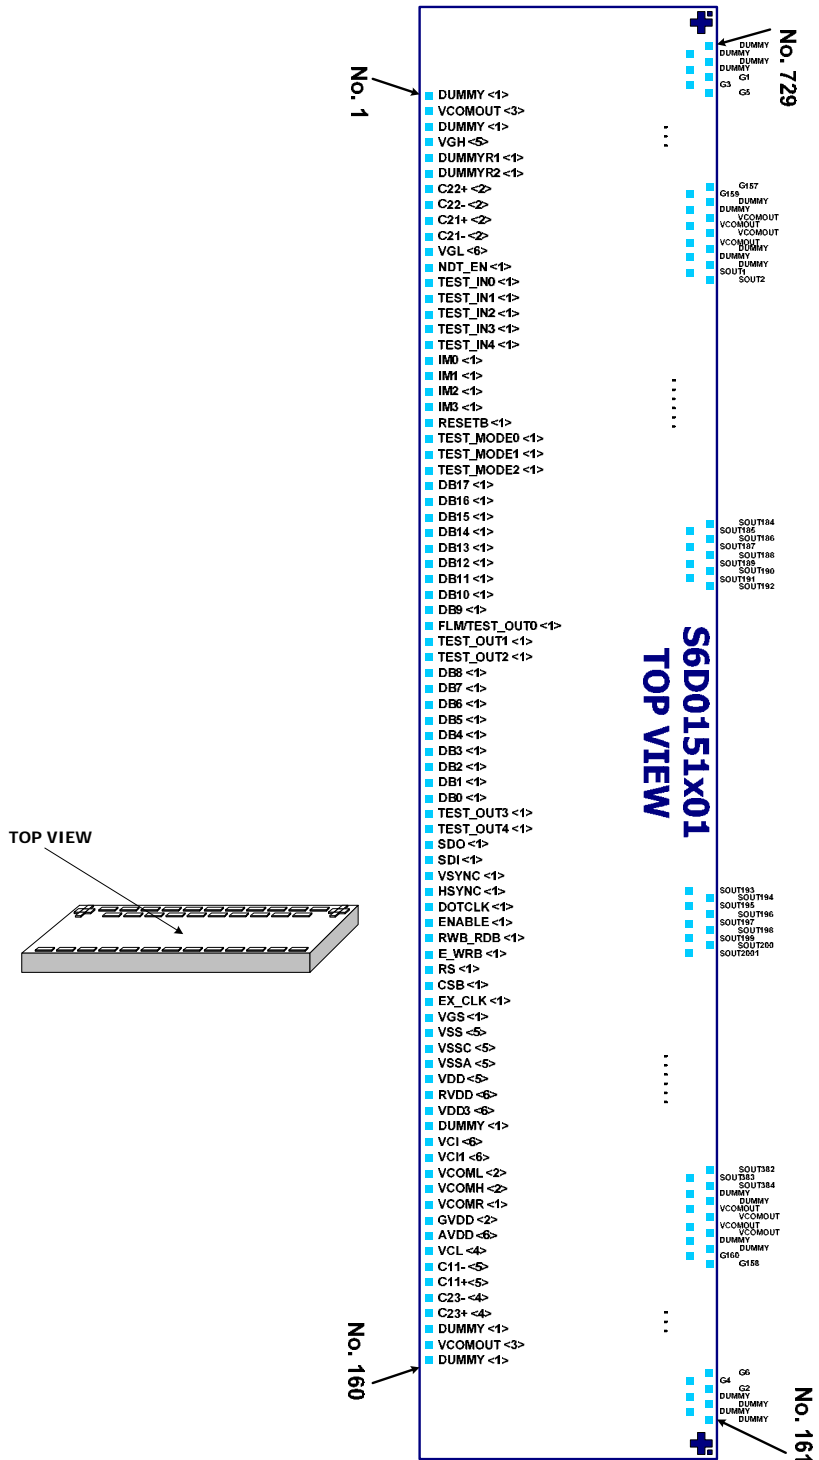 No. 1
DUMMY <1>
VCOMOUT <3>
DUMMY <1>
VGH <5>
DUMMYR1 <1>
DUMMYR2 <1>
C22+ <2>
C22- <2>
C21+ <2>
C21- <2>
VGL <6>
NDT_EN <1>
TEST_IN0 <1>
TEST_IN1 <1>
TEST_IN2 <1>
TEST_IN3 <1>
TEST_IN4 <1>
IM0 <1>
IM1 <1>
IM2 <1>
IM3 <1>
RESETB <1>
TEST_MODE0 <1>
TEST_MODE1 <1>
TEST_MODE2 <1>
DB17 <1>
DB16 <1>
DB15 <1>
DB14 <1>
DB13 <1>
DB12 <1>
DB11 <1>
DB10 <1>
DB9 <1>
FLM/TEST_OUT0 <1>
TEST_OUT1 <1>
TEST_OUT2 <1>
DB8 <1>
DB7 <1>
DB6 <1>
DB5 <1>
DB4 <1>
DB3 <1>
DB2 <1>
DB1 <1>
DB0 <1>
TEST_OUT3 <1>
TEST_OUT4 <1>
SDO <1>
SDI <1>
VSYNC <1>
HSYNC <1>
DOTCLK <1>
ENABLE <1>
RWB_RDB <1>
E_WRB <1>
RS <1>
CSB <1>
EX_CLK <1>
VGS <1>
VSS <5>
VSSC <5>
VSSA <5>
VDD <5>
RVDD <6>
VDD3 <6>
DUMMY <1>
VCI <6>
VCI1 <6>
VCOML <2>
VCOMH <2>
VCOMR <1>
GVDD <2>
AVDD <6>
VCL <4>
C11- <5>
C11+ <5>
C23- <4>
C23+ <4>
DUMMY <1>
VCOMOUT <3>
DUMMY <1>
No. 160
TOP VIEW
S6D0151x01
TOP VIEW
No. 729
DUMMY
DUMMY
DUMMY
DUMMY
G1
G3
G5
G157
G159
DUMMY
DUMMY
VCOMOUT
VCOMOUT
VCOMOUT
VCOMOUT
DUMMY
DUMMY
DUMMY
SOUT1
SOUT2
SOUT184
SOUT185
SOUT186
SOUT187
SOUT188
SOUT189
SOUT190
SOUT191
SOUT192
SOUT193
SOUT194
SOUT195
SOUT196
SOUT197
SOUT198
SOUT199
SOUT200
SOUT2001
SOUT382
SOUT383
SOUT384
DUMMY
DUMMY
VCOMOUT
VCOMOUT
VCOMOUT
VCOMOUT
DUMMY
DUMMY
G160
G158
G6
G4
G2
DUMMY
DUMMY
DUMMY
DUMMY
No. 161